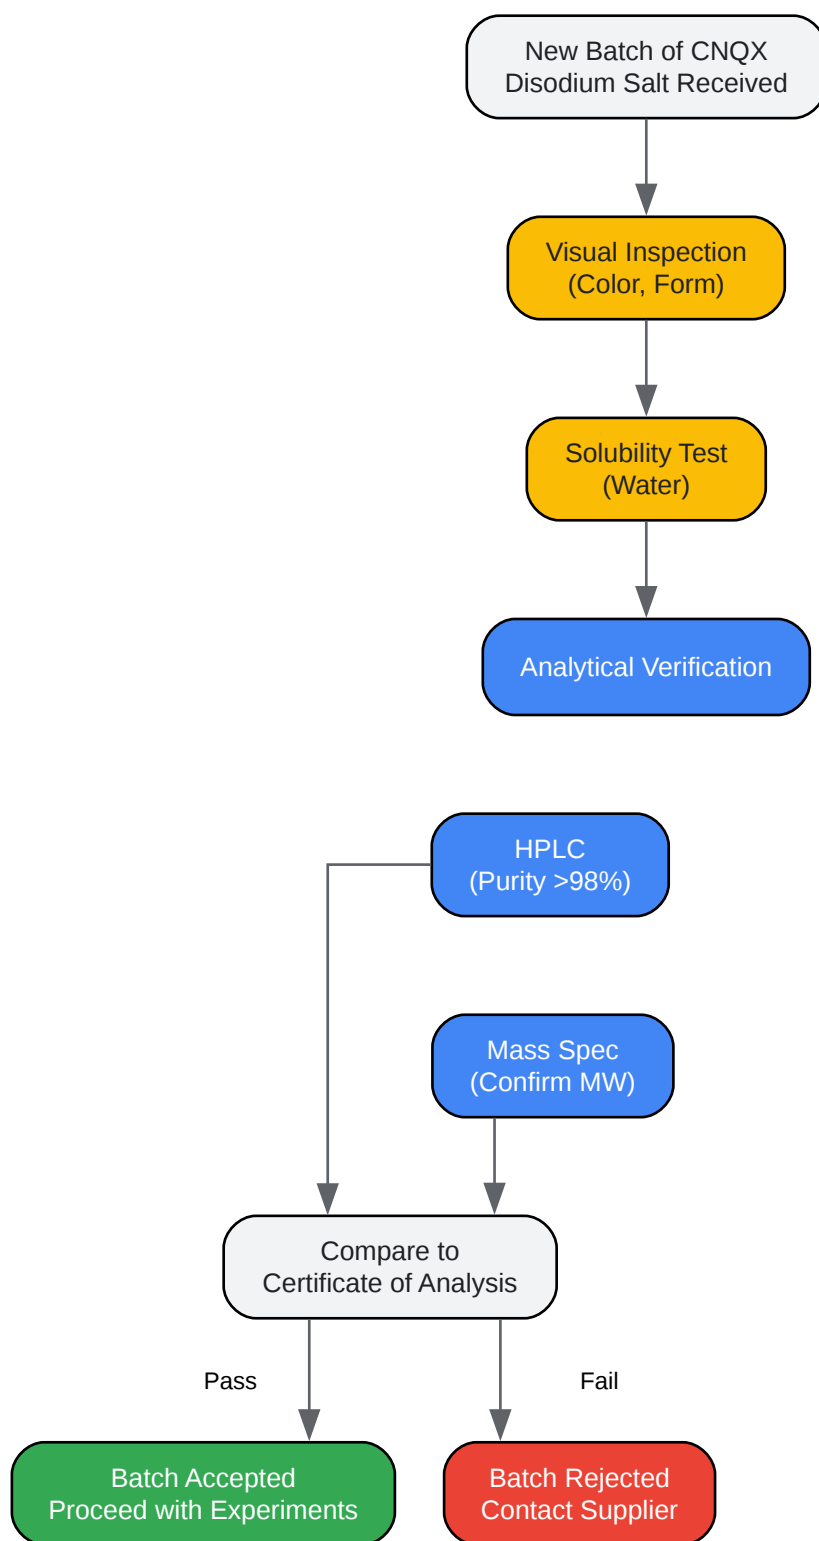 New Batch of CNQX
Disodium Salt Received
Visual Inspection
(Color, Form)
Solubility Test
(Water)
Analytical Verification
HPLC
(Purity >98%)
Mass Spec
(Confirm MW)
Compare to
Certificate of Analysis
Pass
Fail
Batch Accepted
Proceed with Experiments
Batch Rejected
Contact Supplier